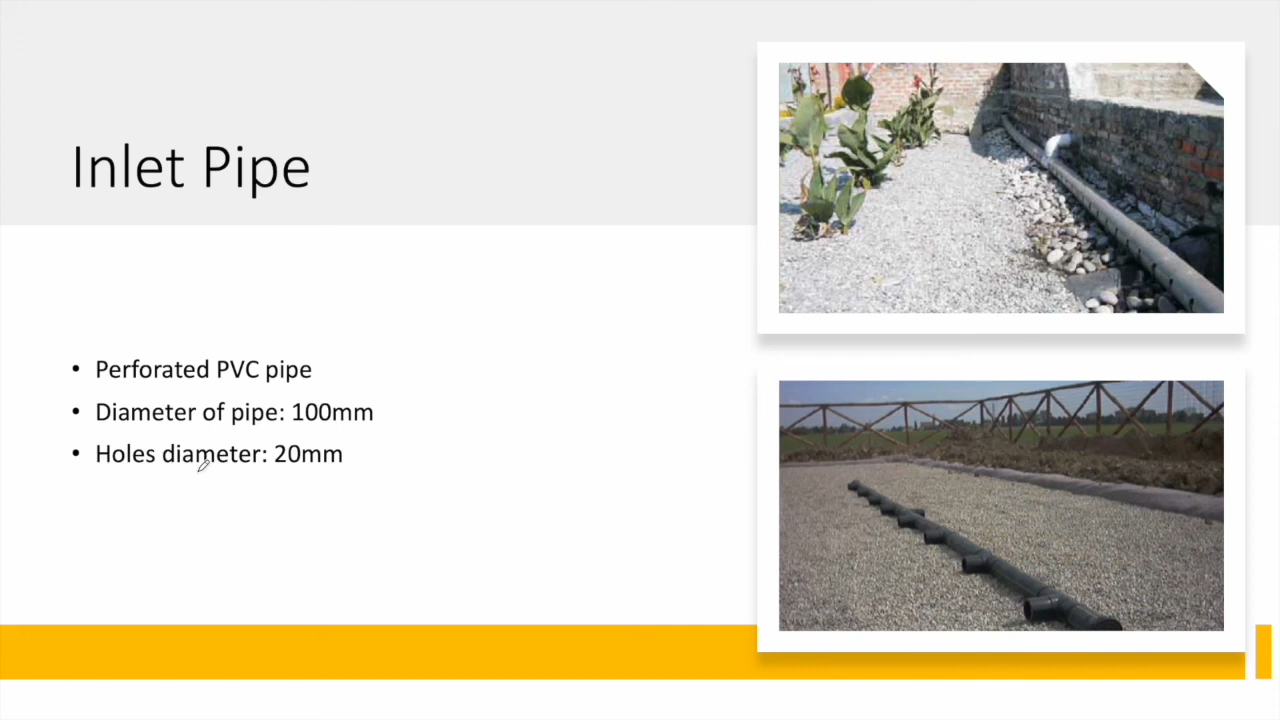 Inlet Pipe
• Perforated PVC pipe
• Diameter of pipe: 100mm
• Holes diameter: 20mm